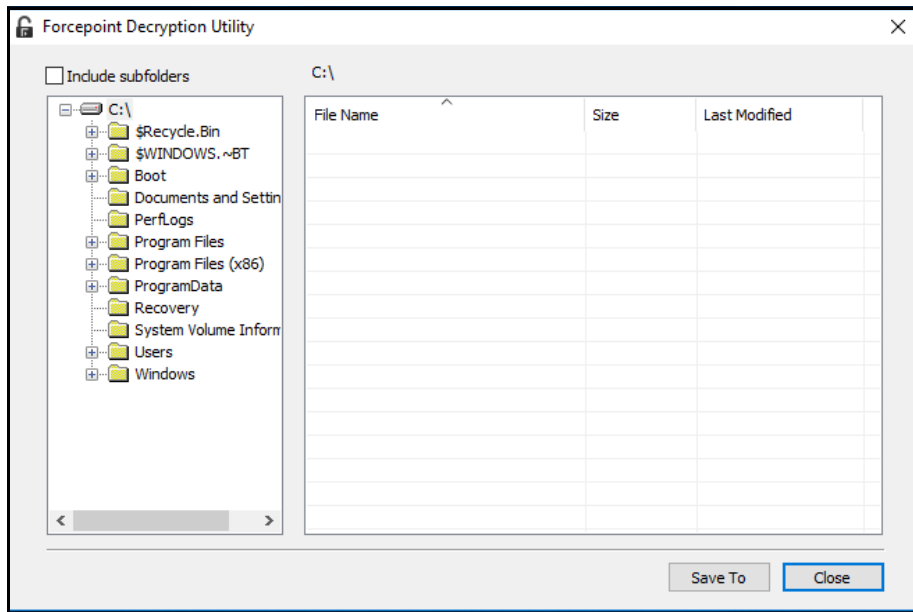 Forcepoint Decryption Utility
Include subfolders
C:\
C:\
$Recycle.Bin
$WINDOWS.~BT
Boot
Documents and Settin
PerfLogs
Program Files
Program Files (x86)
ProgramData
Recovery
System Volume Inform
Users
Windows
File Name Size Last Modified
Save To Close